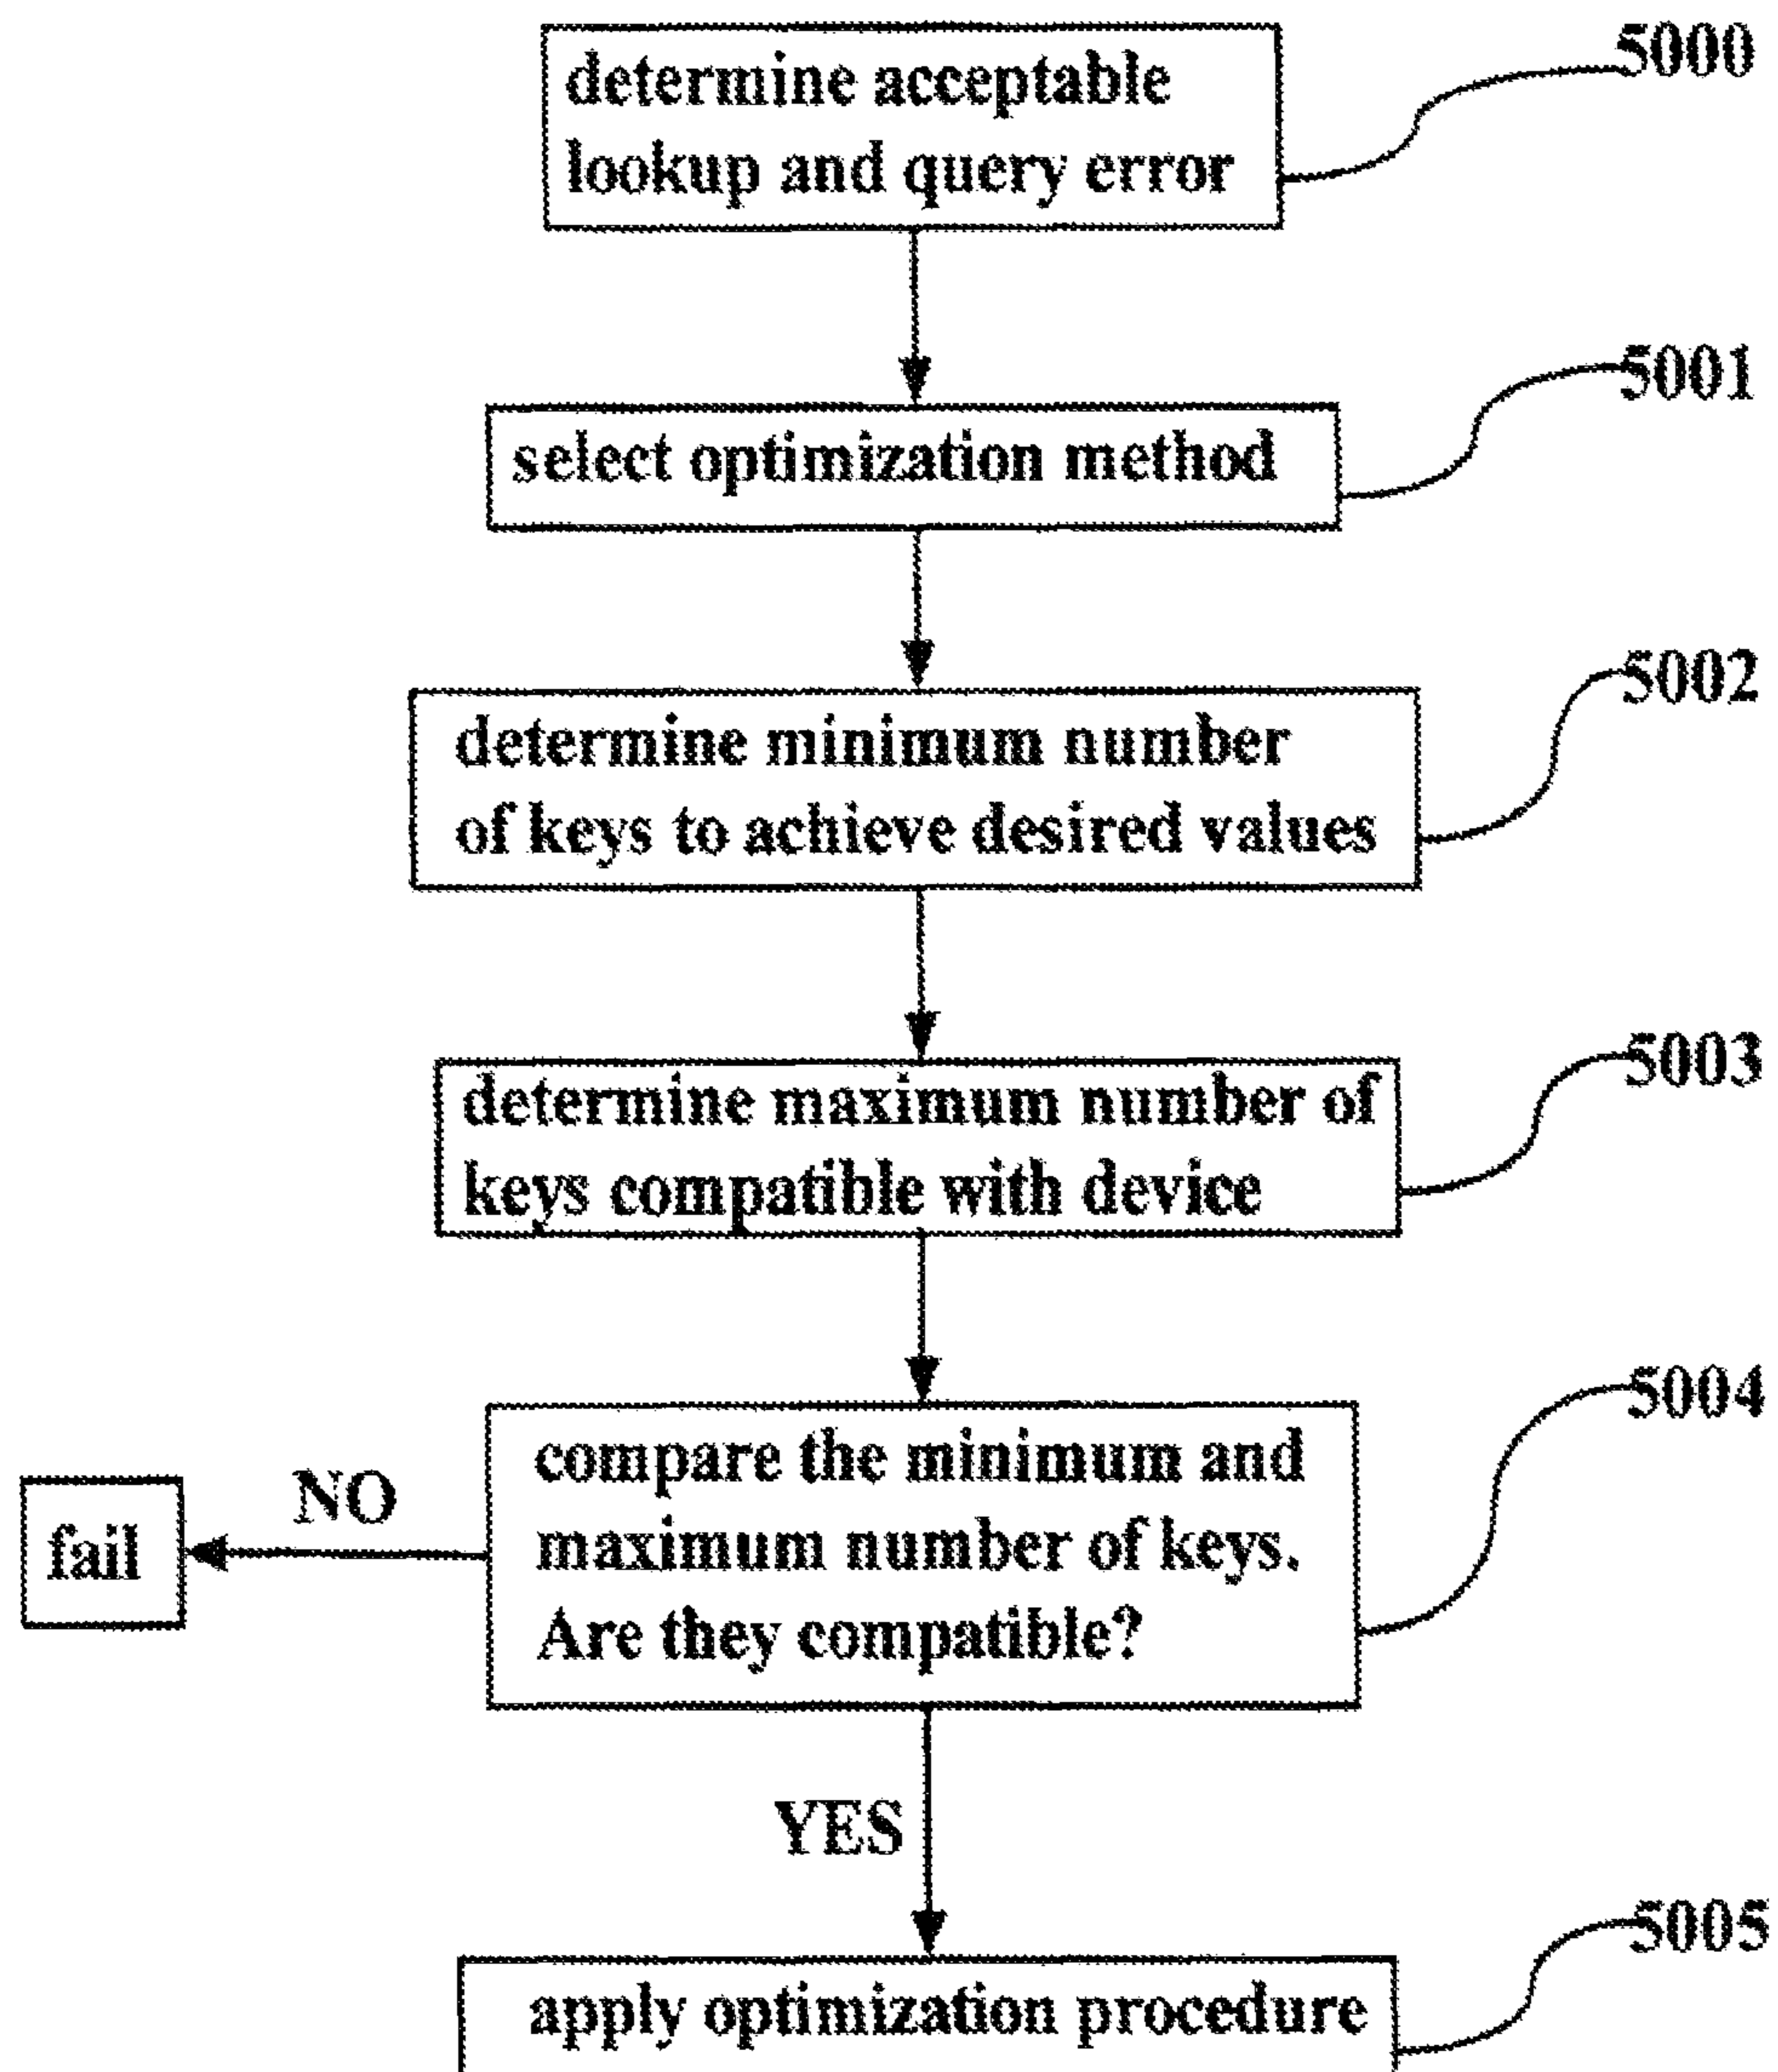 determine acceptable
lookup and query error
5000
select optimization method
5001
determine minimum number
of keys to achieve desired values
5002
determine maximum number of
keys compatible with device
5003
compare the minimum and
maximum number of keys.
Are they compatible?
5004
NO
fail
YES
apply optimization procedure
5005